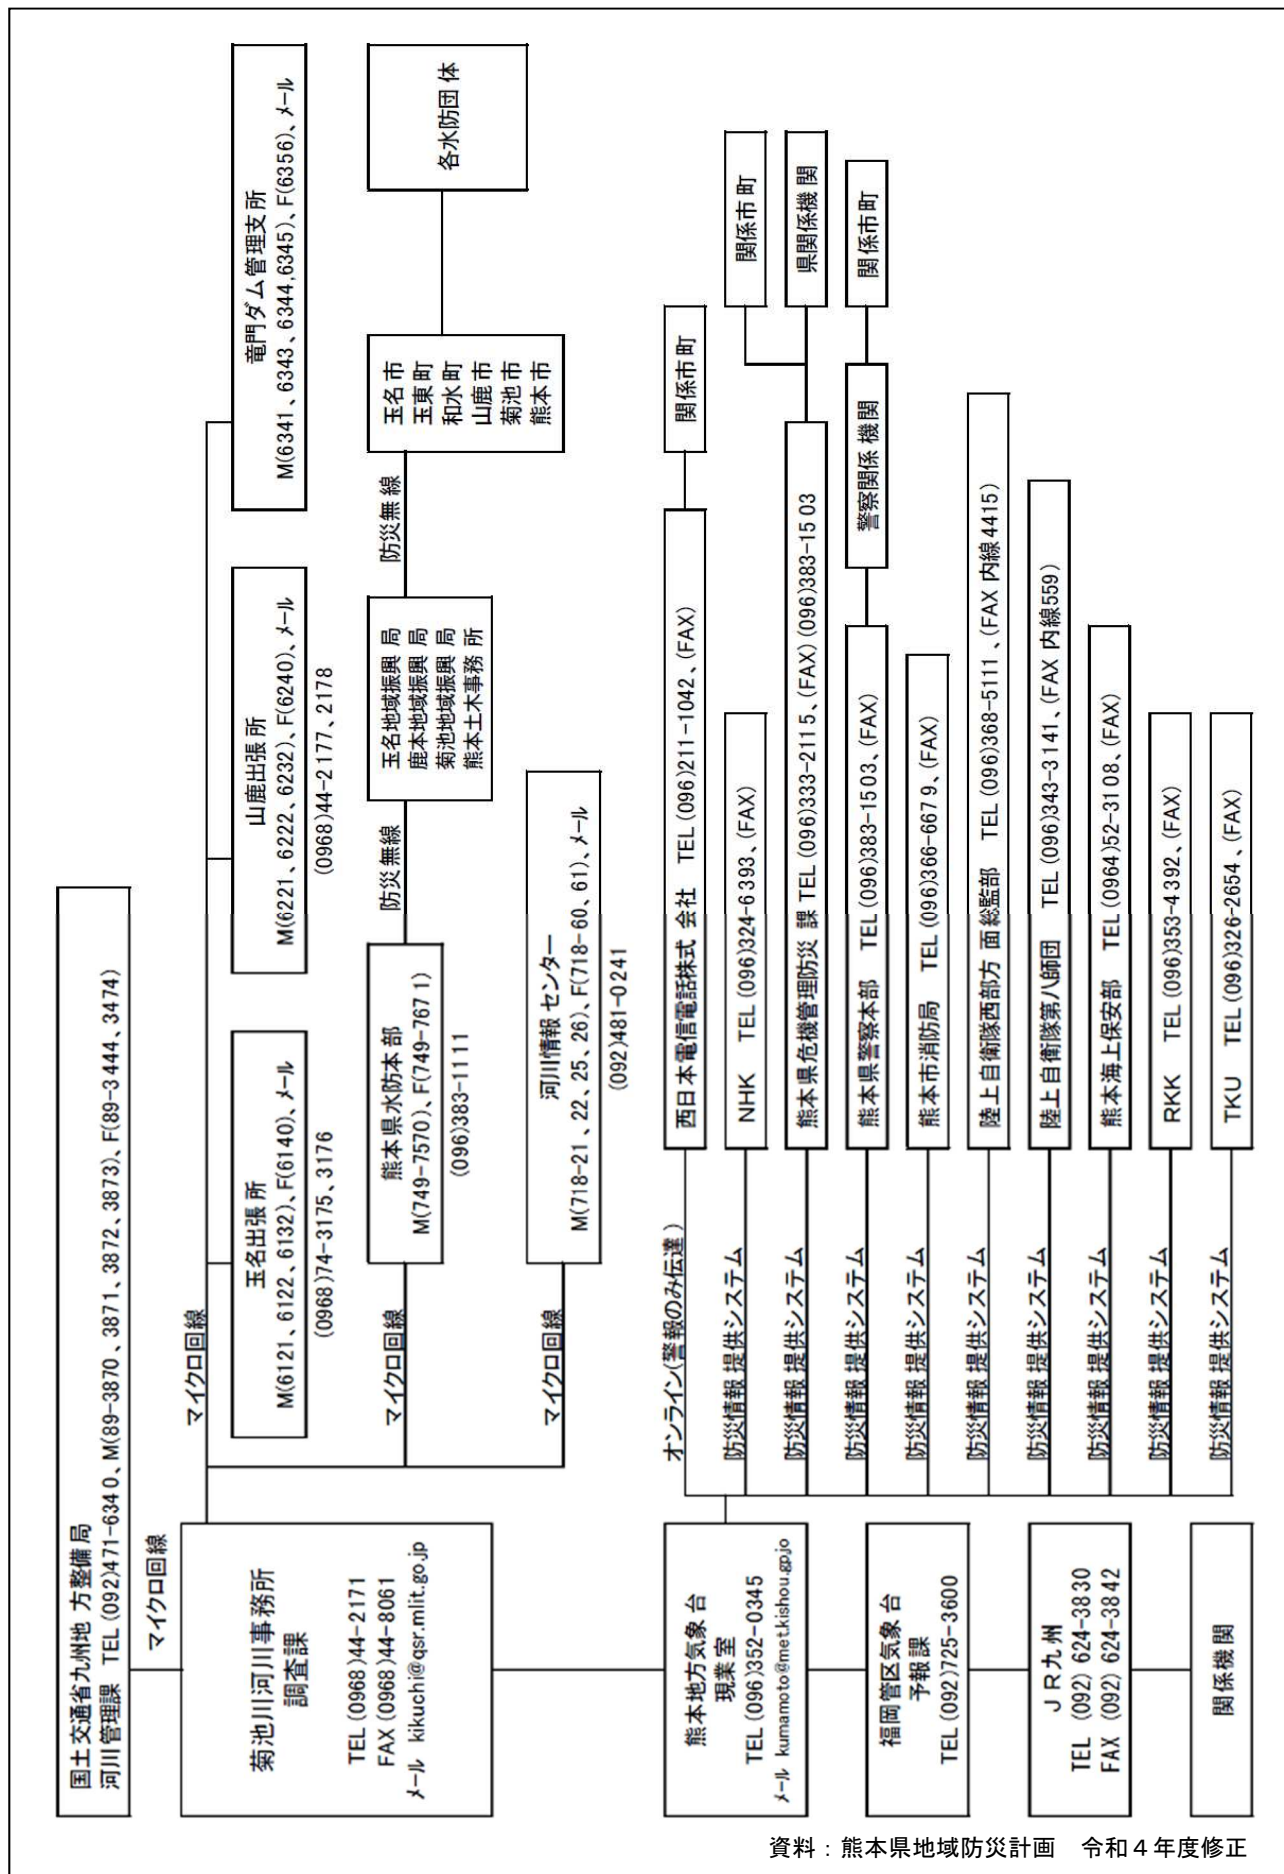 国土交通省九州地方整備局
河川管理課 TEL (092)471-6340、M(89-3870、3871、3872、3873)、F(89-3444、3474)
マイクロ回線
菊池川河川事務所
調査課
TEL (0968)44-2171
FAX (0968)44-8061
メール kikuchi@qsr.mlit.go.jp
マイクロ回線
玉名出張所
M(6121、6122、6132)、F(6140)、メール
(0968)74-3175、3176
山鹿出張所
M(6221、6222、6232)、F(6240)、メール
(0968)44-2177、2178
竜門ダム管理支所
M(6341、6343、6344,6345)、F(6356)、メール
マイクロ回線
熊本県水防本部
M(749-7570)、F(749-7671)
(096)383-1111
防災無線
玉名地域振興局
鹿本地域振興局
菊池地域振興局
熊本土木事務所
防災無線
玉名市
玉東町
和水町
山鹿市
菊池市
熊本市
各水防団体
マイクロ回線
河川情報センター
M(718-21、22、25、26)、F(718-60、61)、メール
(092)481-0241
熊本地方気象台
現業室
TEL (096)352-0345
メール kumamoto@met.kishou.gp.jo
オンライン(警報のみ伝達)
西日本電信電話株式会社 TEL (096)211-1042、(FAX)
関係市町
防災情報提供システム
NHK TEL (096)324-6393、(FAX)
防災情報提供システム
熊本県危機管理防災課 TEL (096)333-2115、(FAX) (096)383-1503
関係市町
県関係機関
防災情報提供システム
熊本県警察本部 TEL (096)383-1503、(FAX)
警察関係機関
関係市町
防災情報提供システム
熊本市消防局 TEL (096)366-6679、(FAX)
防災情報提供システム
陸上自衛隊西部方面総監部 TEL (096)368-5111、(FAX 内線4415)
防災情報提供システム
陸上自衛隊第八師団 TEL (096)343-3141、(FAX 内線559)
防災情報提供システム
熊本海上保安部 TEL (0964)52-3108、(FAX)
防災情報提供システム
RKK TEL (096)353-4392、(FAX)
防災情報提供システム
TKU TEL (096)326-2654、(FAX)
福岡管区気象台
予報課
TEL (092)725-3600
JR九州
TEL (092) 624-3830
FAX (092) 624-3842
関係機関
資料：熊本県地域防災計画 令和４年度修正